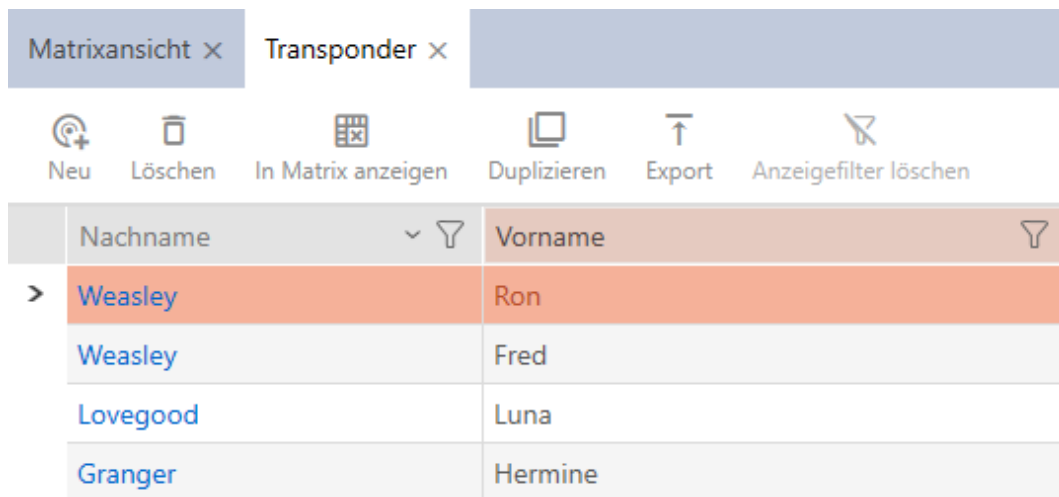 Matrixansicht Transponder
Neu Löschen In Matrix anzeigen Duplizieren Export Anzeigefilter löschen
Nachname Vorname
Weasley Ron
Weasley Fred
Lovegood Luna
Granger Hermine